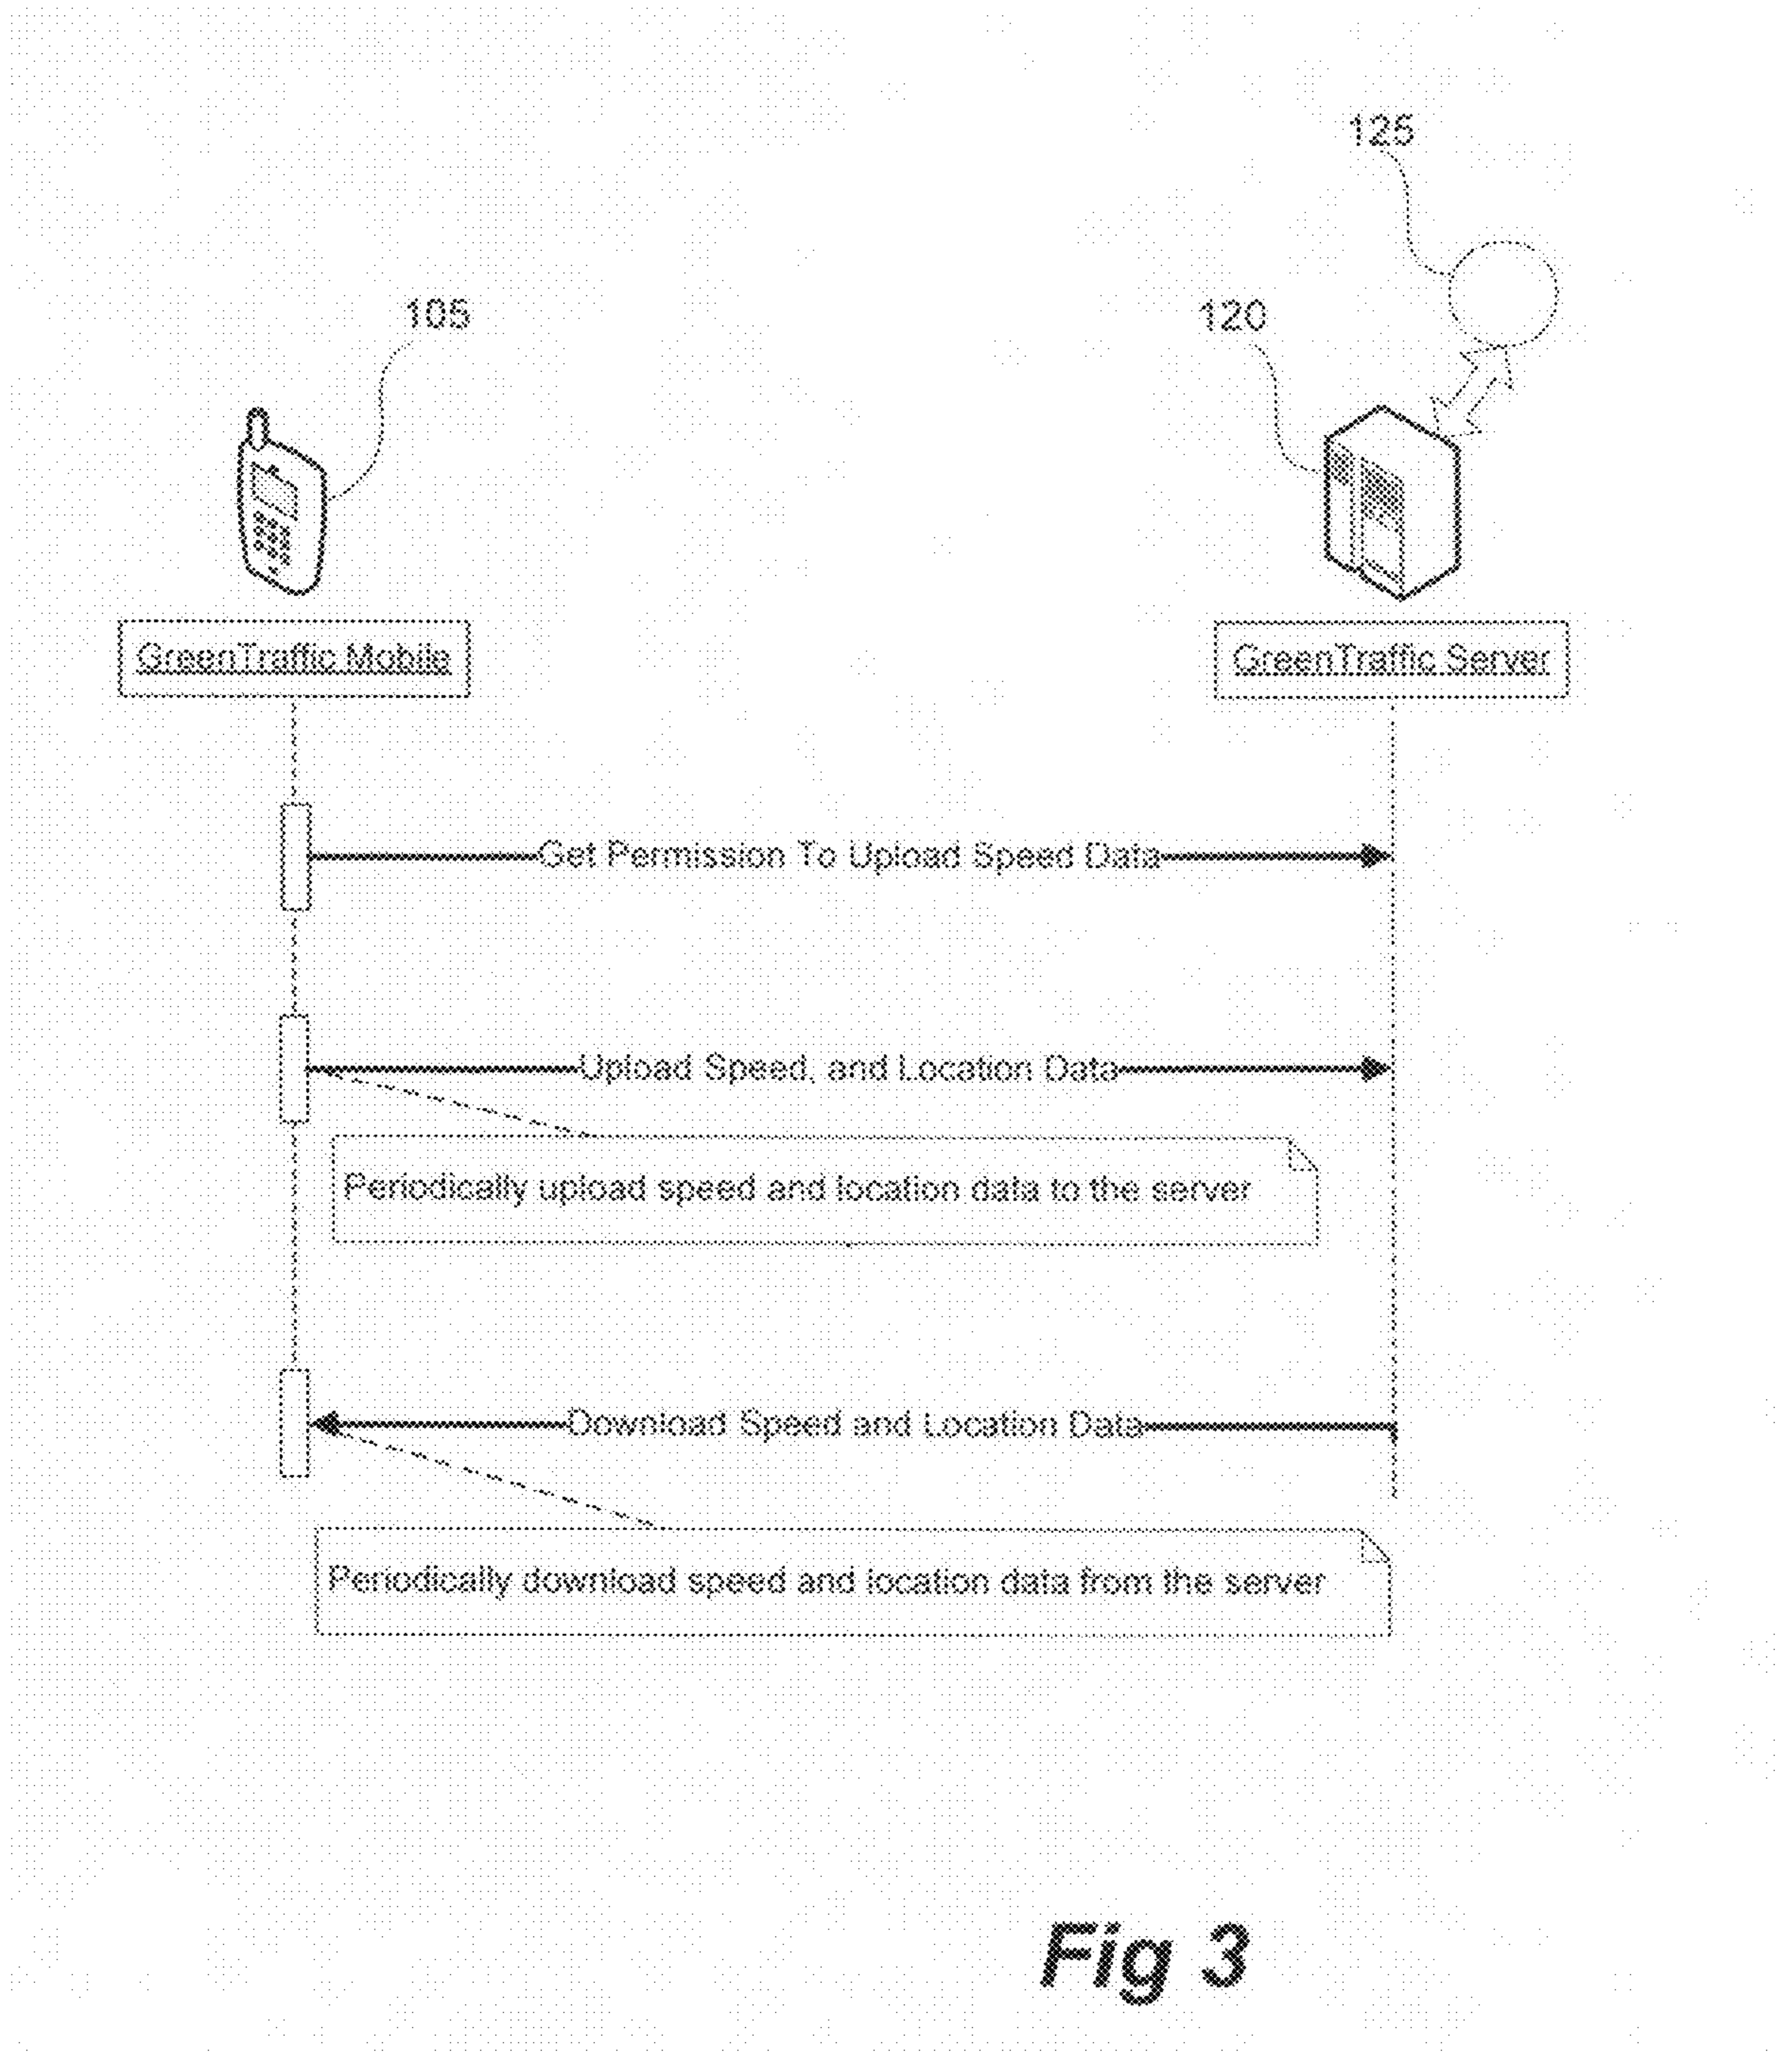 125
105
120
GreenTraffic Mobile
GreenTraffic Server
Get Permission To Upload Speed Data
Upload Speed, and Location Data
Periodically upload speed and location data to the server
Download Speed and Location Data
Periodically download speed and location data from the server
Fig 3